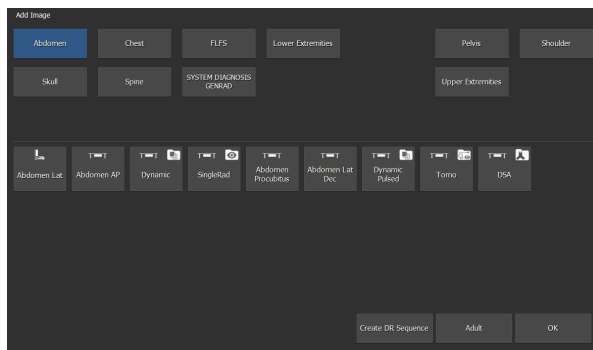 Add Image
Abdomen
Chest
FLFS
Lower Extremities
Pelvis
Shoulder
Skull
Spine
SYSTEM DIAGNOSIS
GENRAD
Upper Extremities
Abdomen Lat
T T
Abdomen AP
T T
Dynamic
T T
SingleRad
T T
Abdomen
Procubitus
T T
Abdomen Lat
Dec
T T
Dynamic
Pulsed
T T
Tomo
T T
DSA
Create DR Sequence
Adult
OK